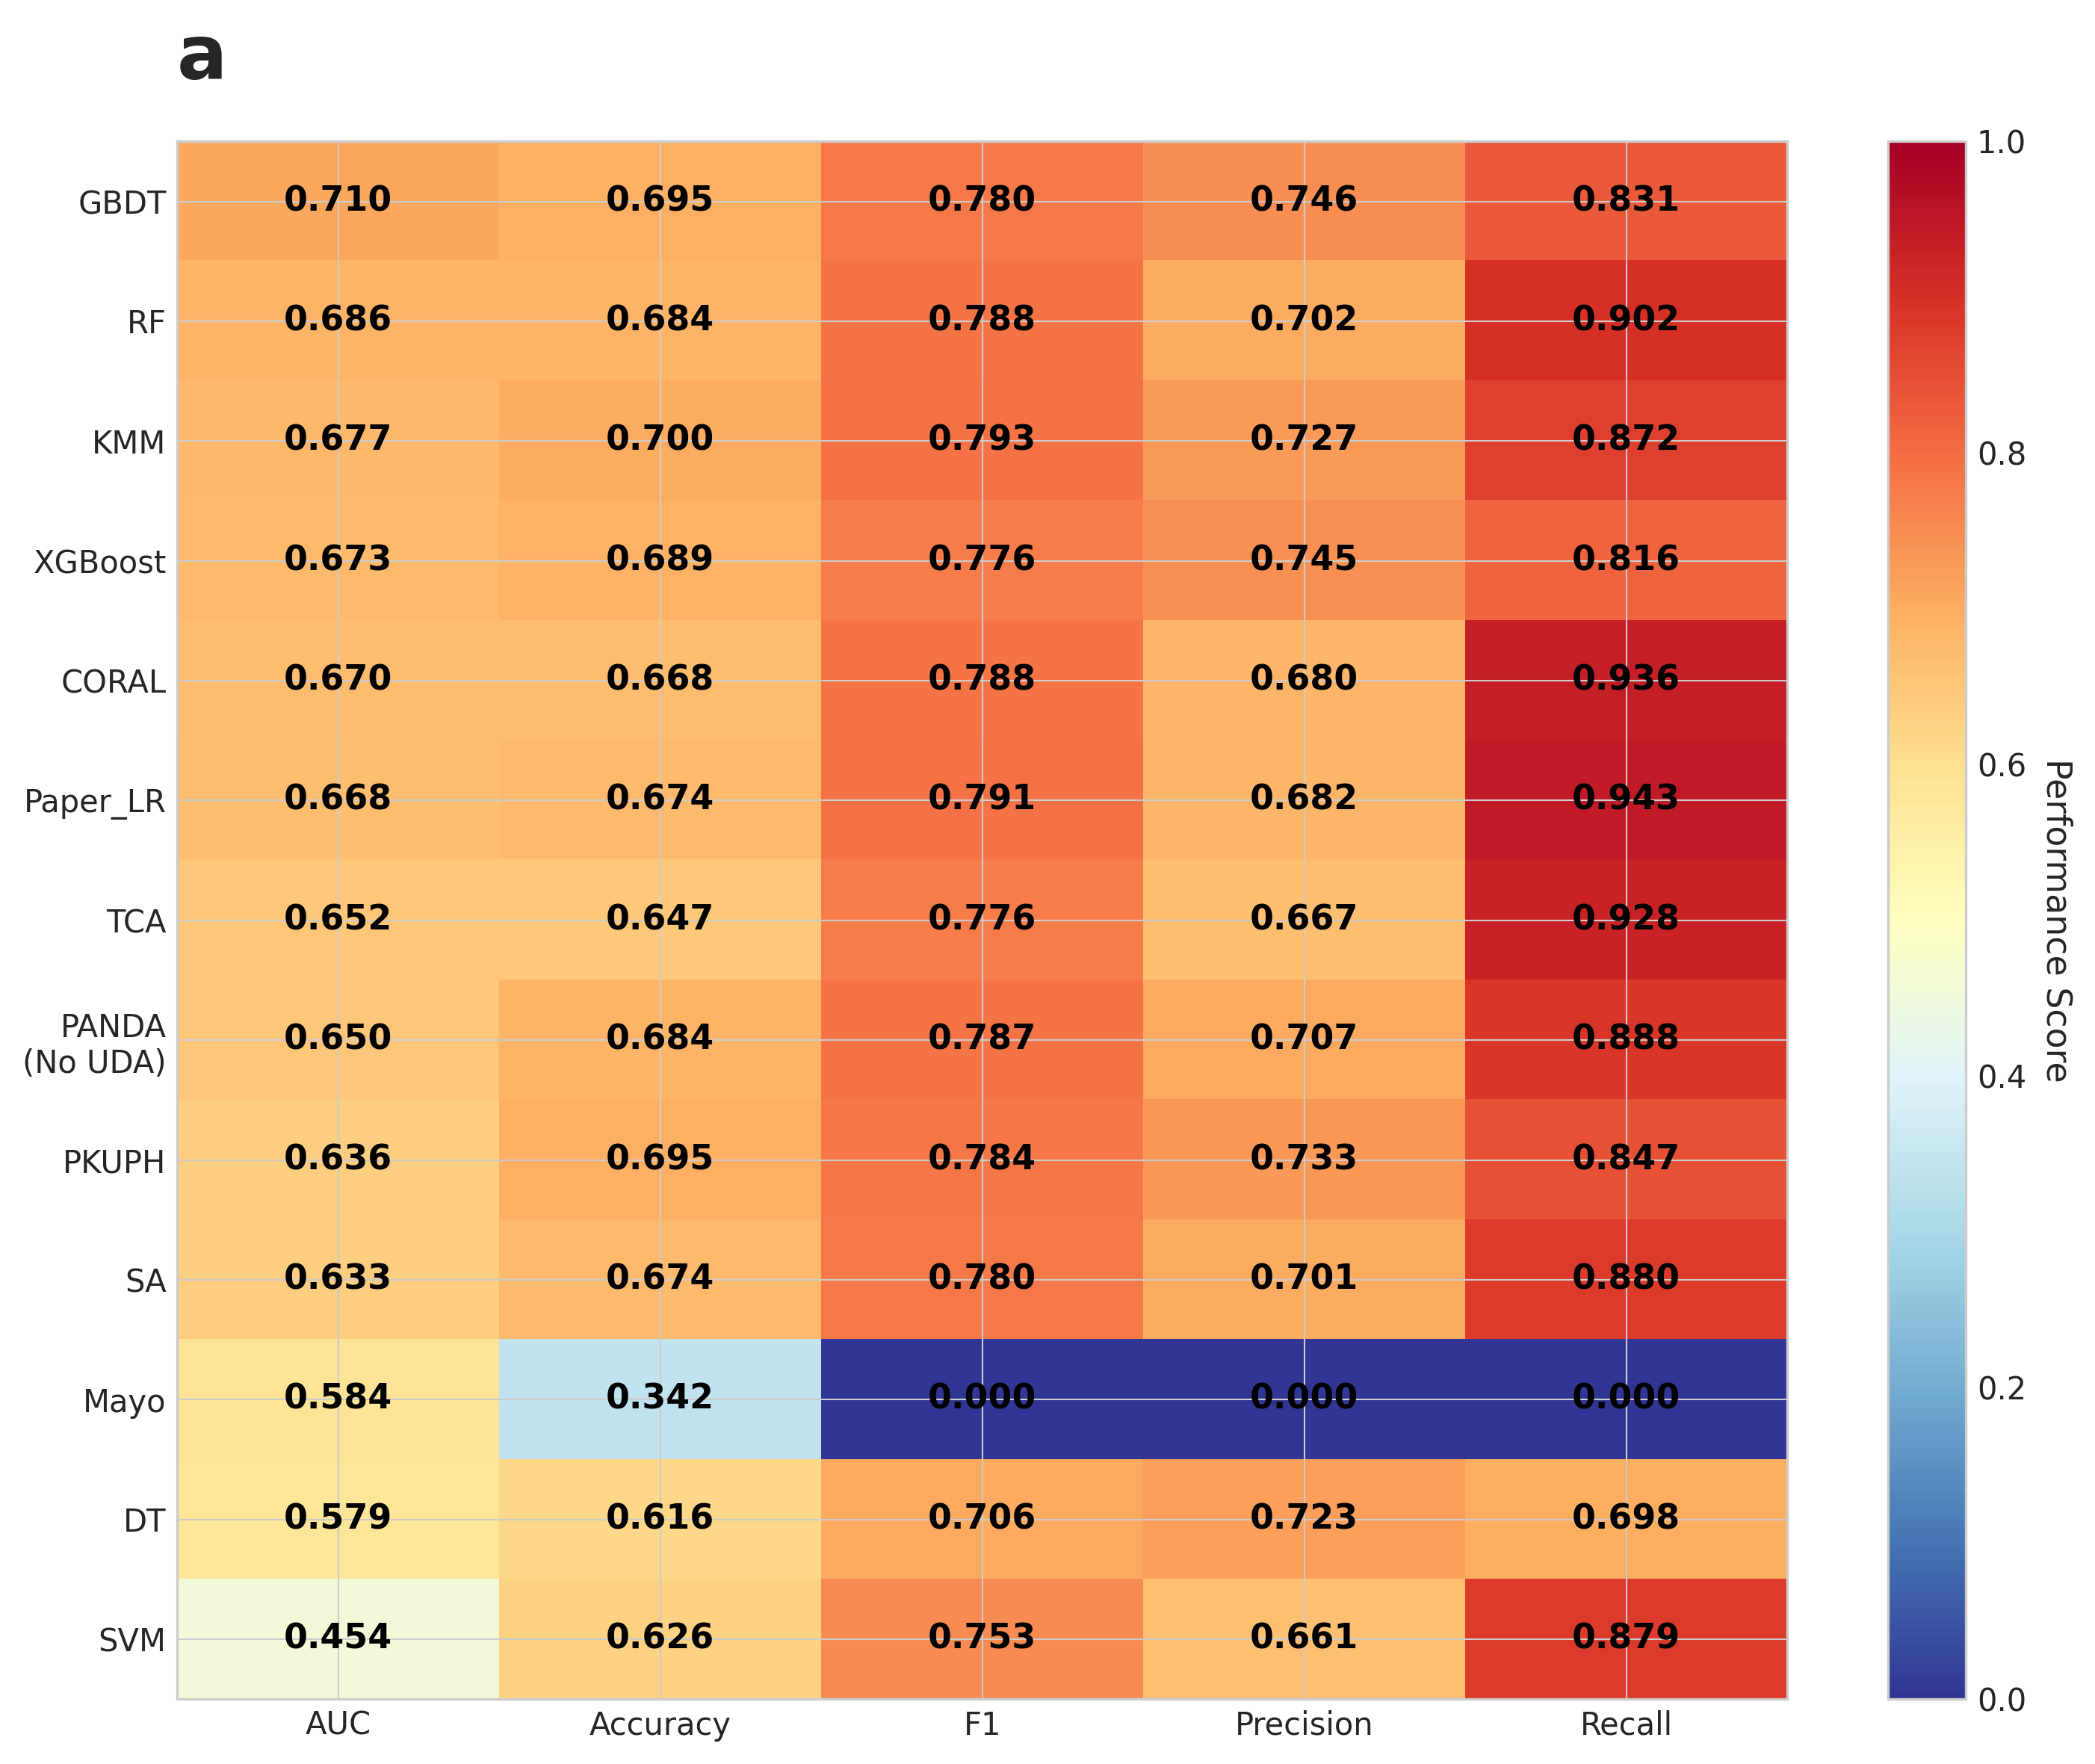 a
GBDT 0.710 0.695 0.780 0.746 0.831
RF 0.686 0.684 0.788 0.702 0.902
KMM 0.677 0.700 0.793 0.727 0.872
XGBoost 0.673 0.689 0.776 0.745 0.816
CORAL 0.670 0.668 0.788 0.680 0.936
Paper_LR 0.668 0.674 0.791 0.682 0.943
TCA 0.652 0.647 0.776 0.667 0.928
PANDA
(No UDA) 0.650 0.684 0.787 0.707 0.888
PKUPH 0.636 0.695 0.784 0.733 0.847
SA 0.633 0.674 0.780 0.701 0.880
Mayo 0.584 0.342 0.000 0.000 0.000
DT 0.579 0.616 0.706 0.723 0.698
SVM 0.454 0.626 0.753 0.661 0.879
AUC Accuracy F1 Precision Recall
1.0
0.8
0.6
0.4
0.2
0.0
Performance Score